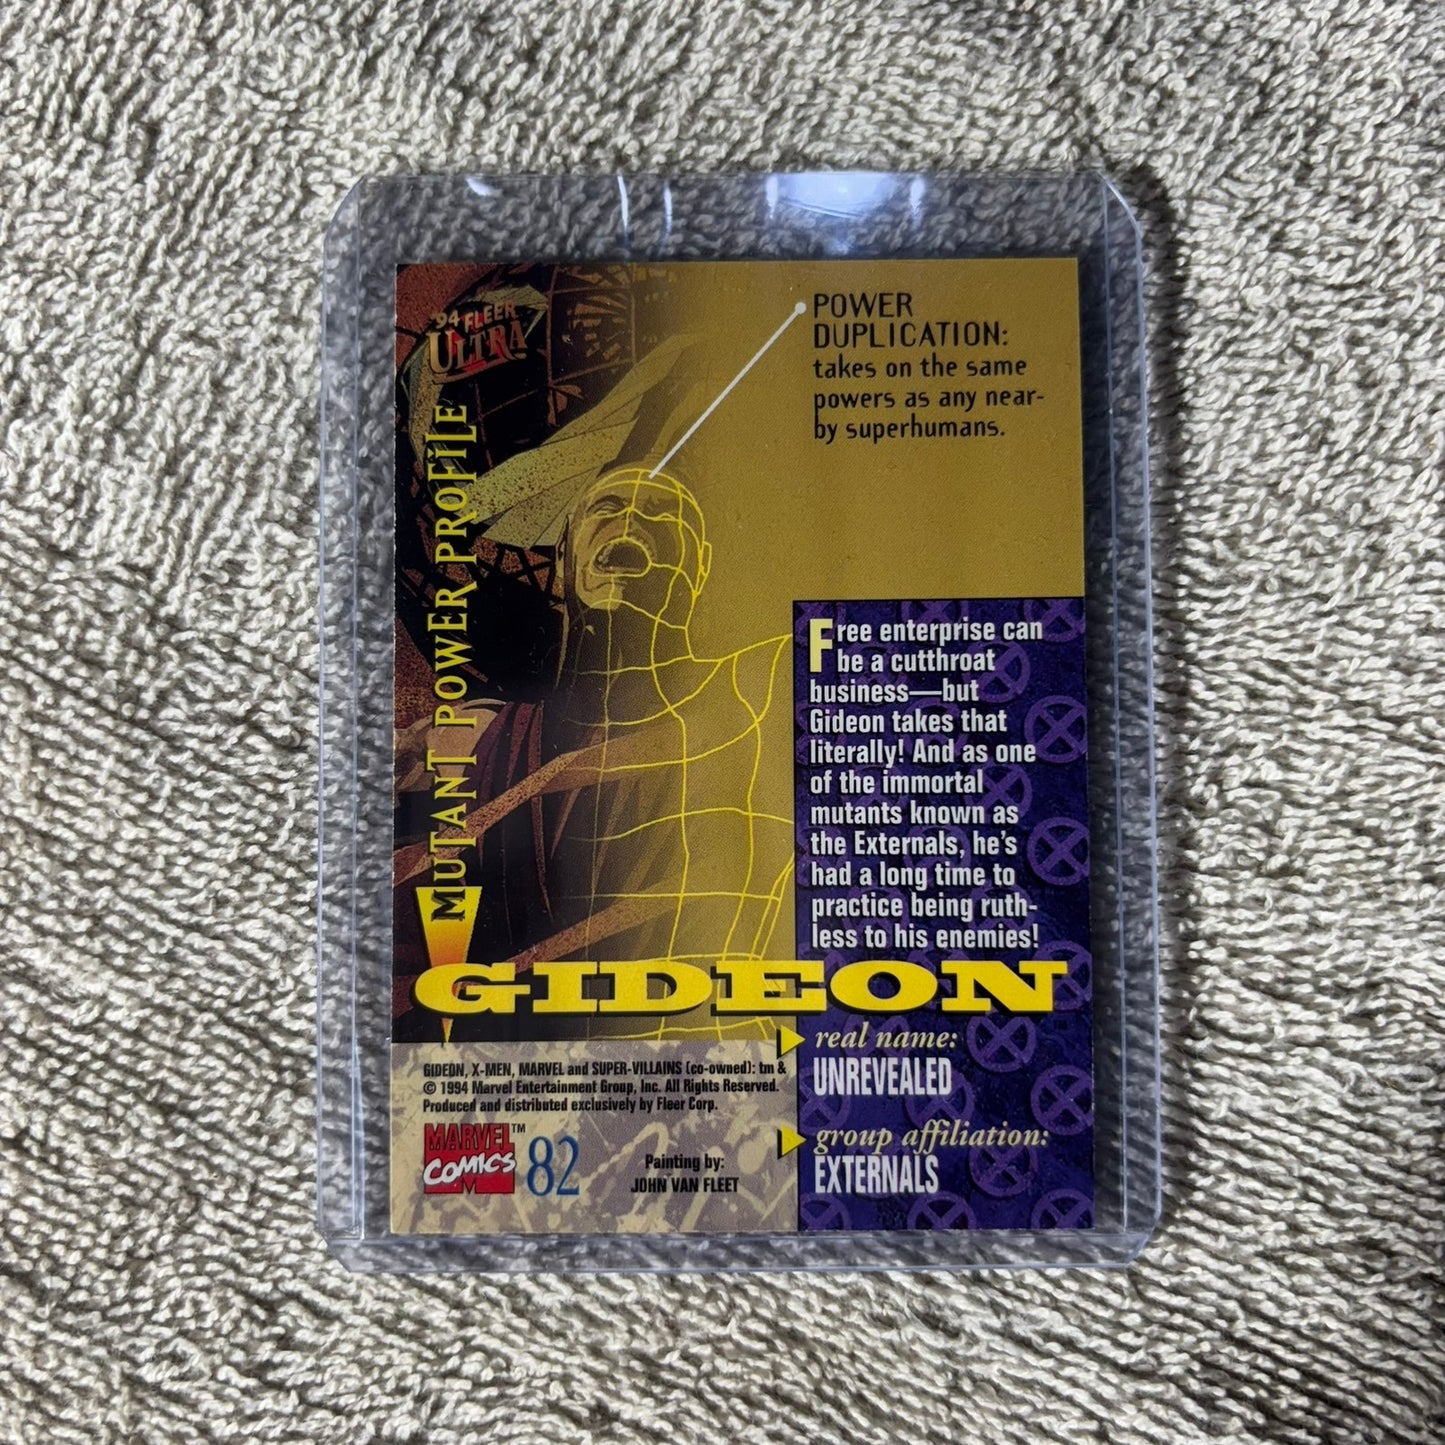 '94 FLEER
ULTRA
MUTANT POWER PROFILE
POWER
DUPLICATION:
takes on the same
powers as any near-
by superhumans.
Free enterprise can
be a cutthroat
business—but
Gideon takes that
literally! And as one
of the immortal
mutants known as
the Externals, he's
had a long time to
practice being ruth-
less to his enemies!
GIDEON
real name:
UNREVEALED
group affiliation:
EXTERNALS
GIDEON, X-MEN, MARVEL and SUPER-VILLAINS (co-owned): tm &
© 1994 Marvel Entertainment Group, Inc. All Rights Reserved.
Produced and distributed exclusively by Fleer Corp.
MARVEL™
COMICS
M
82
Painting by:
JOHN VAN FLEET